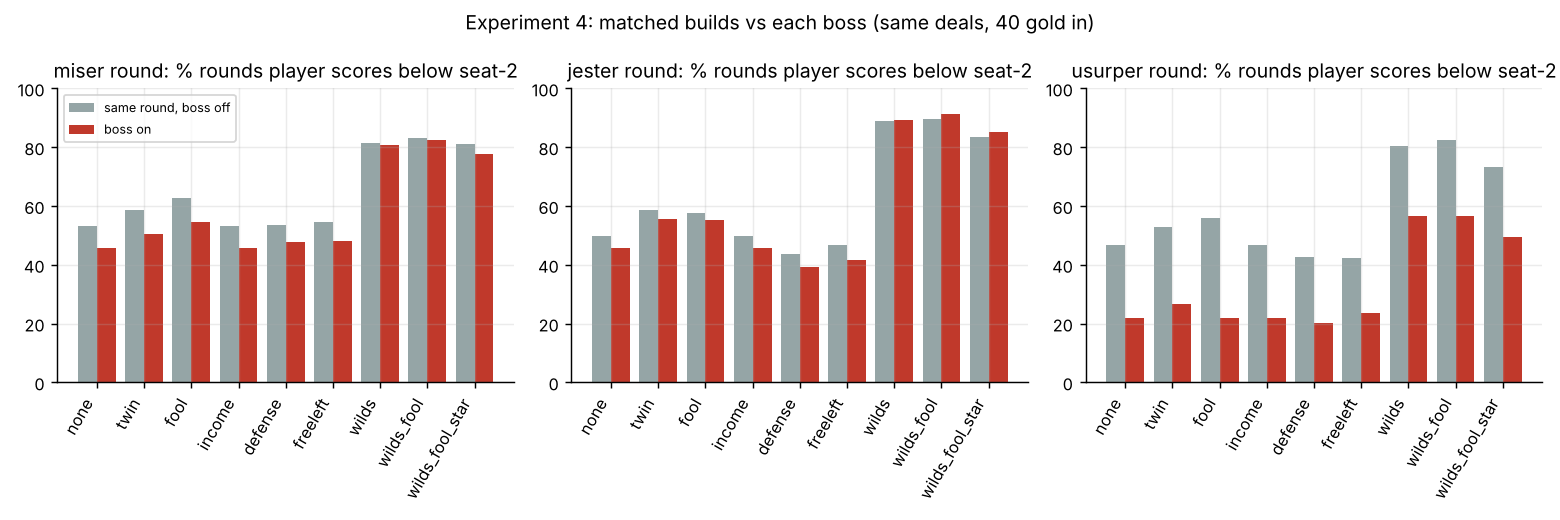 Experiment 4: matched builds vs each boss (same deals, 40 gold in)
miser round: % rounds player scores below seat-2
jester round: % rounds player scores below seat-2
usurper round: % rounds player scores below seat-2
same round, boss off
boss on
100
80
60
40
20
0
none
twin
fool
income
defense
freeleft
wilds
wilds_fool
wilds_fool_star
100
80
60
40
20
0
none
twin
fool
income
defense
freeleft
wilds
wilds_fool
wilds_fool_star
100
80
60
40
20
0
none
twin
fool
income
defense
freeleft
wilds
wilds_fool
wilds_fool_star